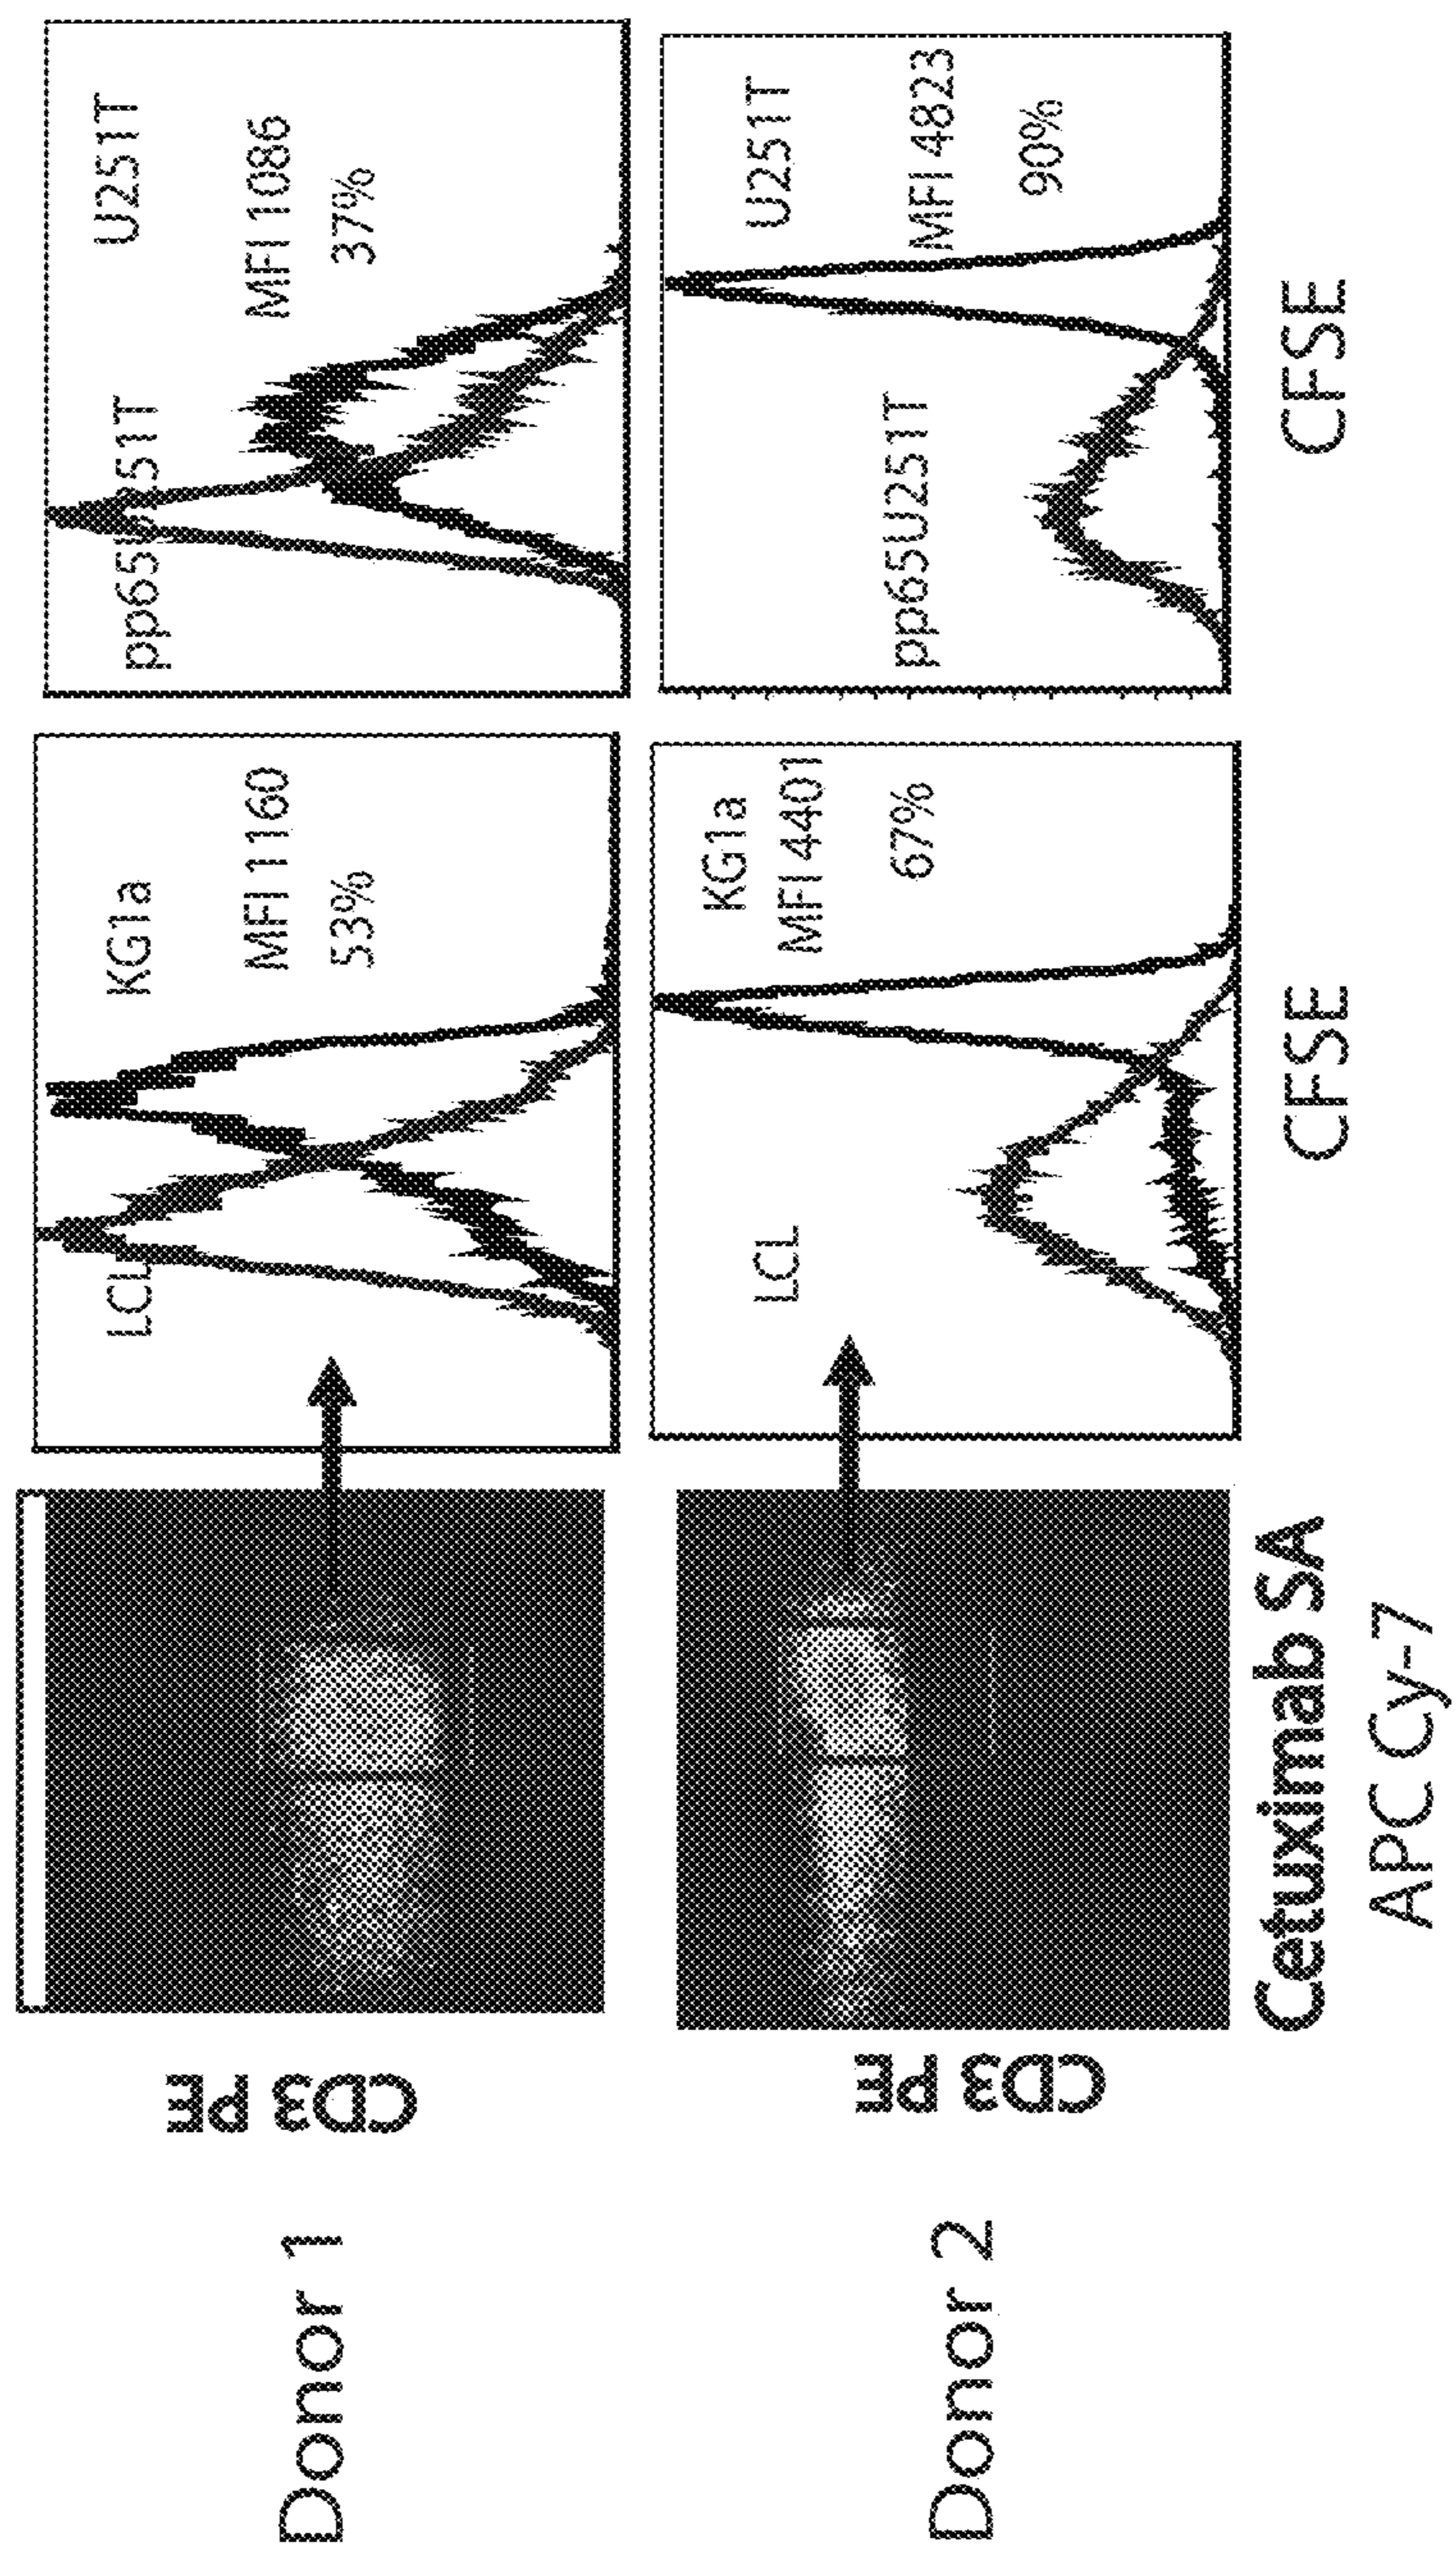 Donor 1
CD3 PE
LCL
KG1a
MFI 1160
53%
pp65U251T
U251T
MFI 1086
37%
Donor 2
CD3 PE
LCL
KG1a
MFI 4401
67%
pp65U251T
U251T
MFI 4823
90%
Cetuximab SA
APC Cy-7
CFSE
CFSE